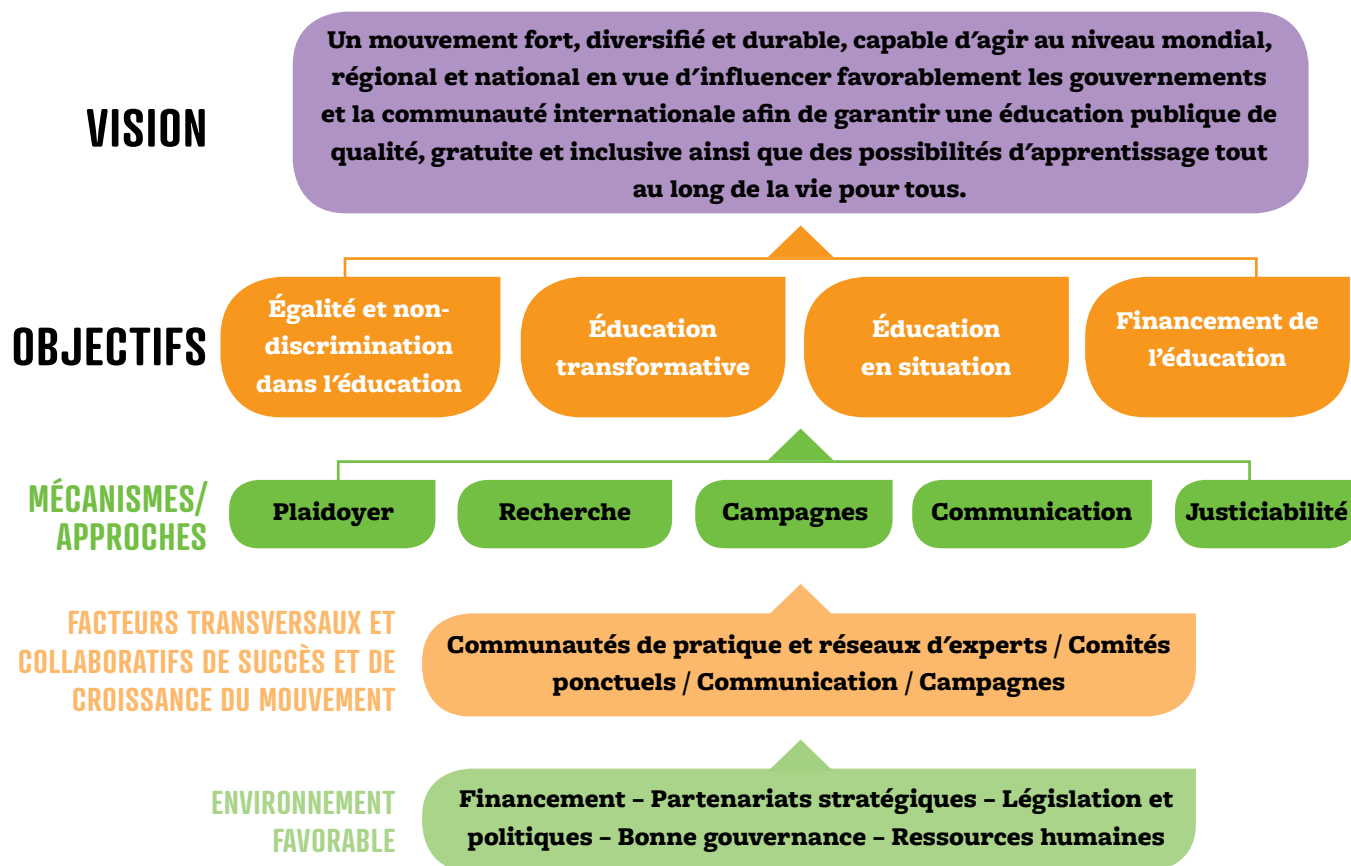 VISION
Un mouvement fort, diversifié et durable, capable d'agir au niveau mondial,
régional et national en vue d'influencer favorablement les gouvernements
et la communauté internationale afin de garantir une éducation publique de
qualité, gratuite et inclusive ainsi que des possibilités d'apprentissage tout
au long de la vie pour tous.
OBJECTIFS
Égalité et non-
discrimination
dans l'éducation
Éducation
transformative
Éducation
en situation
Financement de
l'éducation
MÉCANISMES/
APPROCHES
Plaidoyer
Recherche
Campagnes
Communication
Justiciabilité
FACTEURS TRANSVERSAUX ET
COLLABORATIFS DE SUCCÈS ET DE
CROISSANCE DU MOUVEMENT
Communautés de pratique et réseaux d'experts / Comités
ponctuels / Communication / Campagnes
ENVIRONNEMENT
FAVORABLE
Financement – Partenariats stratégiques – Législation et
politiques – Bonne gouvernance – Ressources humaines